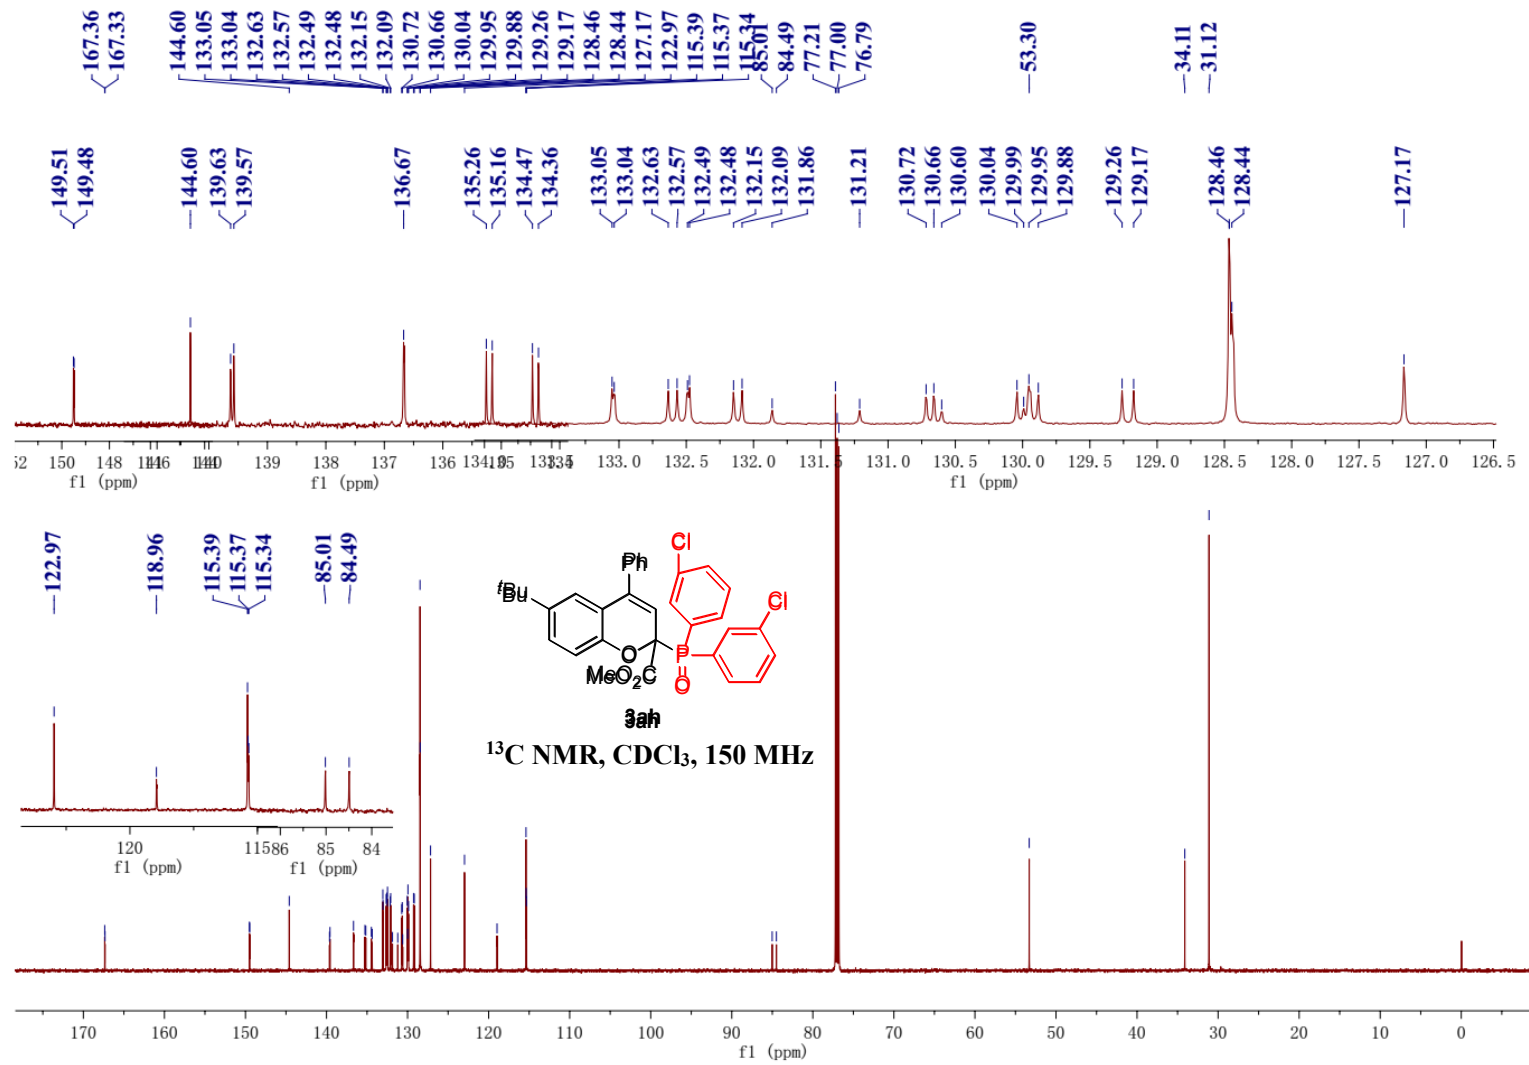 167.36 167.33 144.60 133.05 133.04 132.63 132.57 132.49 132.48 132.15 132.09 130.72 130.66 130.04 129.95 129.88 129.26 129.17 128.46 128.44 127.17 122.97 115.39 115.37 115.34 85.01 84.49 77.21 77.00 76.79 53.30 34.11 31.12
149.51 149.48 144.60 139.63 139.57 136.67 135.26 135.16 134.47 134.36 133.05 133.04 132.63 132.57 132.49 132.48 132.15 132.09 131.86 131.21 130.72 130.66 130.60 130.04 129.99 129.95 129.88 129.26 129.17 128.46 128.44 127.17
150 148 139 138 137 136 133.0 132.5 132.0 131.5 131.0 130.5 130.0 129.5 129.0 128.5 128.0 127.5 127.0 126.5
f1 (ppm) f1 (ppm) f1 (ppm)
122.97 118.96 115.39 115.37 115.34 85.01 84.49
Cl
Ph
tBu
Cl
O
P
MeO2C
O
3ah
13C NMR, CDCl3, 150 MHz
120 115 86 85 84
f1 (ppm) f1 (ppm)
170 160 150 140 130 120 110 100 90 80 70 60 50 40 30 20 10 0
f1 (ppm)